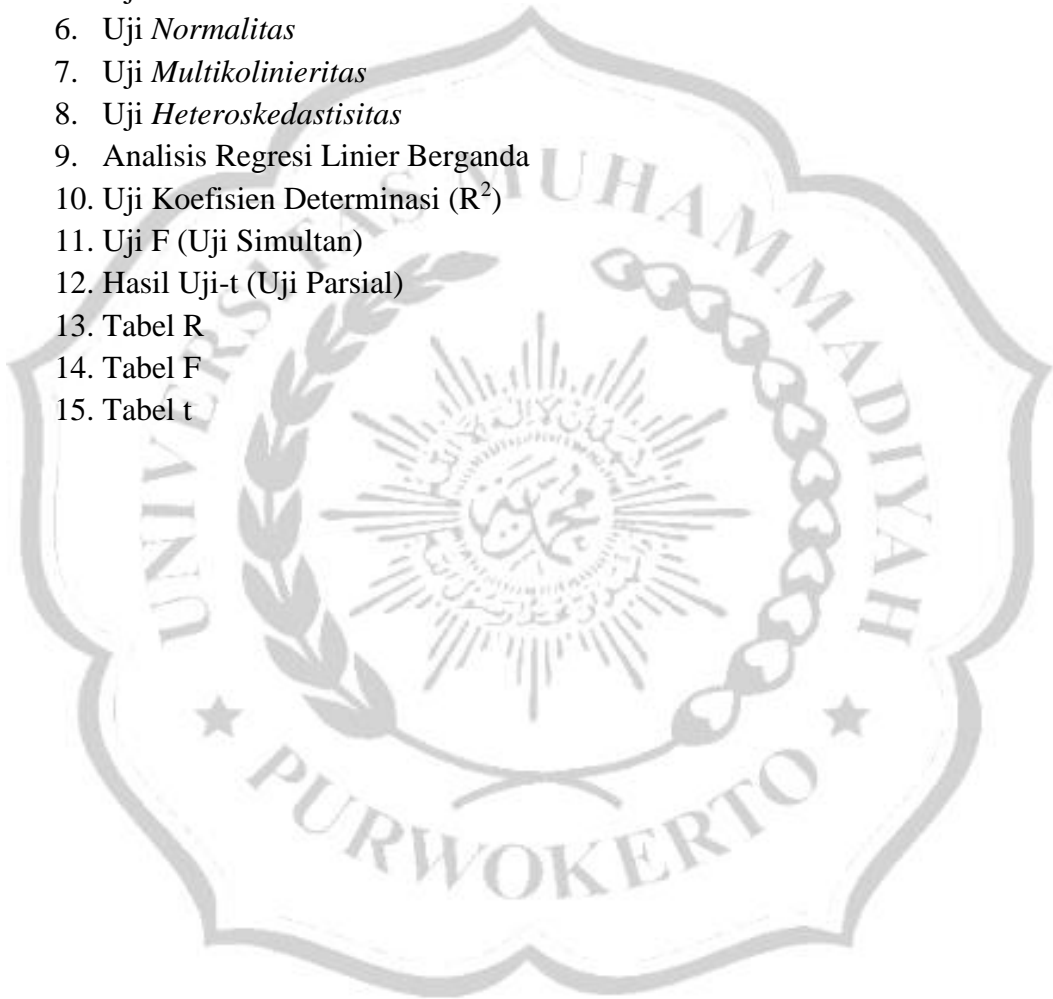 6. Uji Normalitas
7. Uji Multikolinieritas
8. Uji Heteroskedastisitas
9. Analisis Regresi Linier Berganda
10. Uji Koefisien Determinasi (R²)
11. Uji F (Uji Simultan)
12. Hasil Uji-t (Uji Parsial)
13. Tabel R
14. Tabel F
15. Tabel t
UNIVERSITAS MUHAMMADIYAH
PURWOKERTO